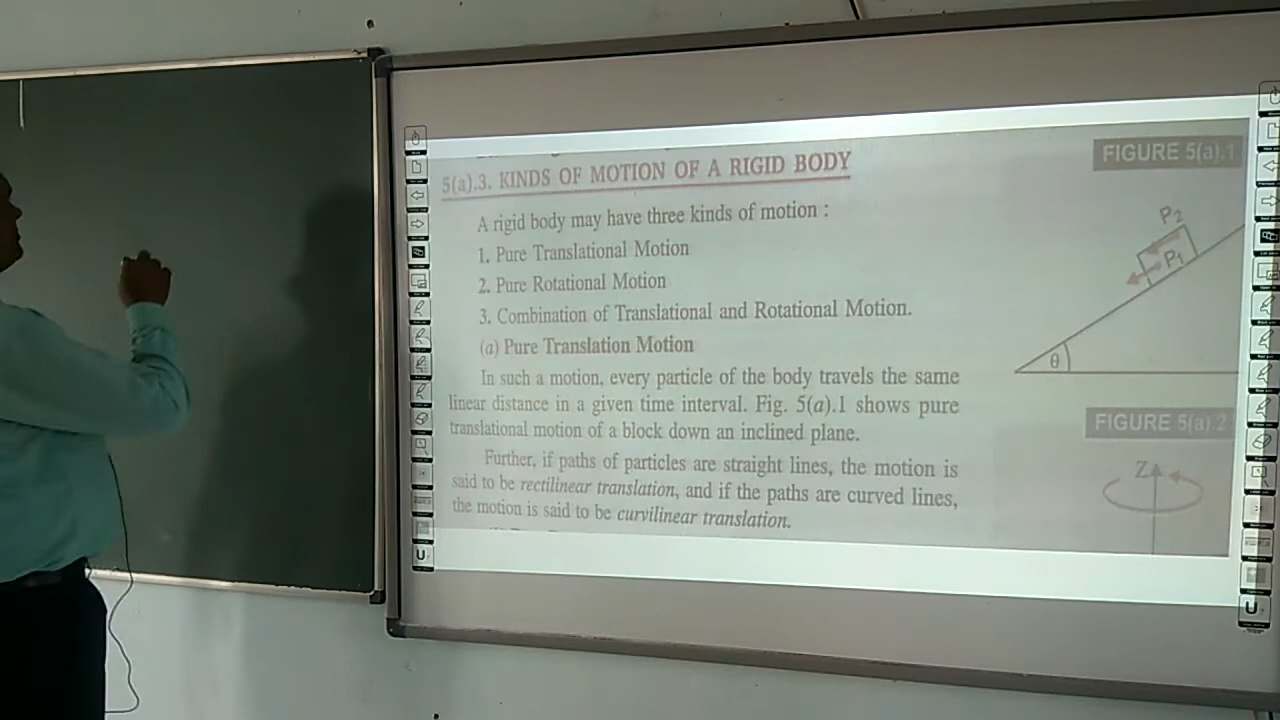 5(a).3. KINDS OF MOTION OF A RIGID BODY
A rigid body may have three kinds of motion :
1. Pure Translational Motion
2. Pure Rotational Motion
3. Combination of Translational and Rotational Motion.
(a) Pure Translation Motion
In such a motion, every particle of the body travels the same
linear distance in a given time interval. Fig. 5(a).1 shows pure
translational motion of a block down an inclined plane.
Further, if paths of particles are straight lines, the motion is
said to be rectilinear translation, and if the paths are curved lines,
the motion is said to be curvilinear translation.
FIGURE 5(a).1
P2
P1
θ
FIGURE 5(a).2
Z